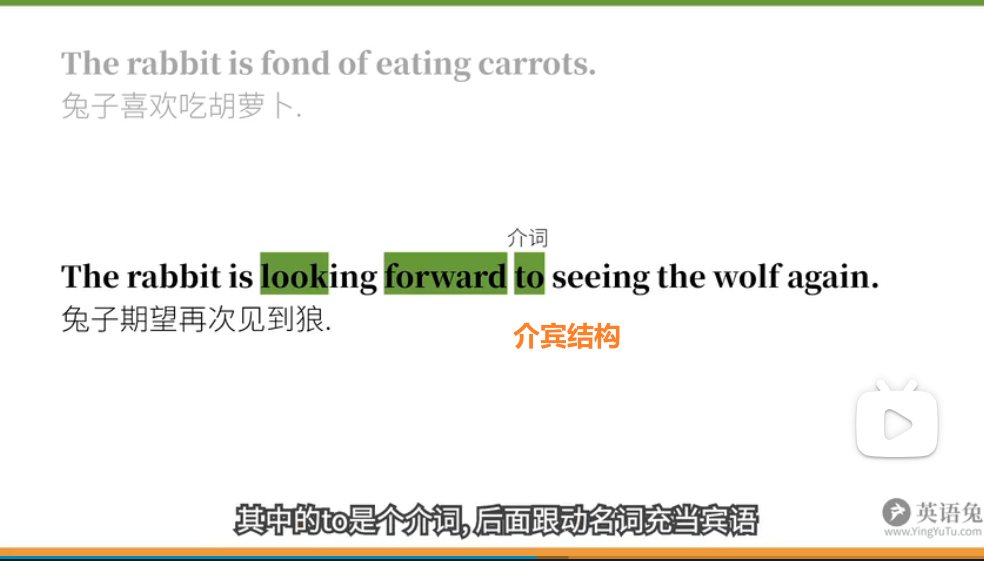 The rabbit is fond of eating carrots.
兔子喜欢吃胡萝卜.
介词
The rabbit is looking forward to seeing the wolf again.
兔子期望再次见到狼.
介宾结构
其中的to是个介词, 后面跟动名词充当宾语
英语兔
www.YingYuTu.com